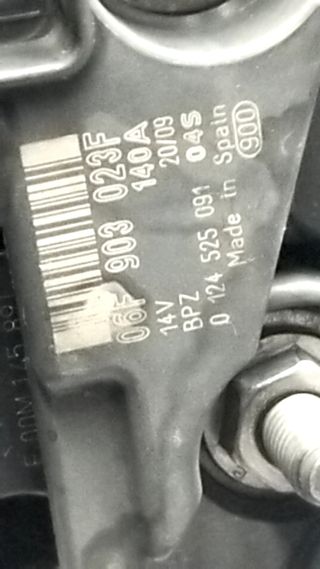 06F 903 023F
14V 140A
BPZ 20/09
0 124 525 091 04S
Made in Spain
900